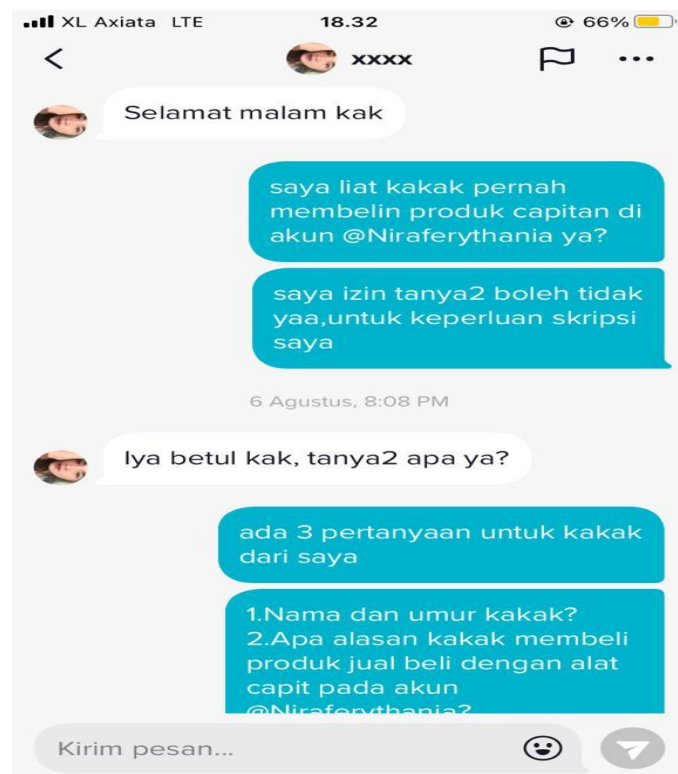 XL Axiata LTE 18.32 66%
xxxx
Selamat malam kak
saya liat kakak pernah
membelin produk capitan di
akun @Niraferythania ya?
saya izin tanya2 boleh tidak
yaa,untuk keperluan skripsi
saya
6 Agustus, 8:08 PM
Iya betul kak, tanya2 apa ya?
ada 3 pertanyaan untuk kakak
dari saya
1.Nama dan umur kakak?
2.Apa alasan kakak membeli
produk jual beli dengan alat
capit pada akun
@Niraferythania?
Kirim pesan...